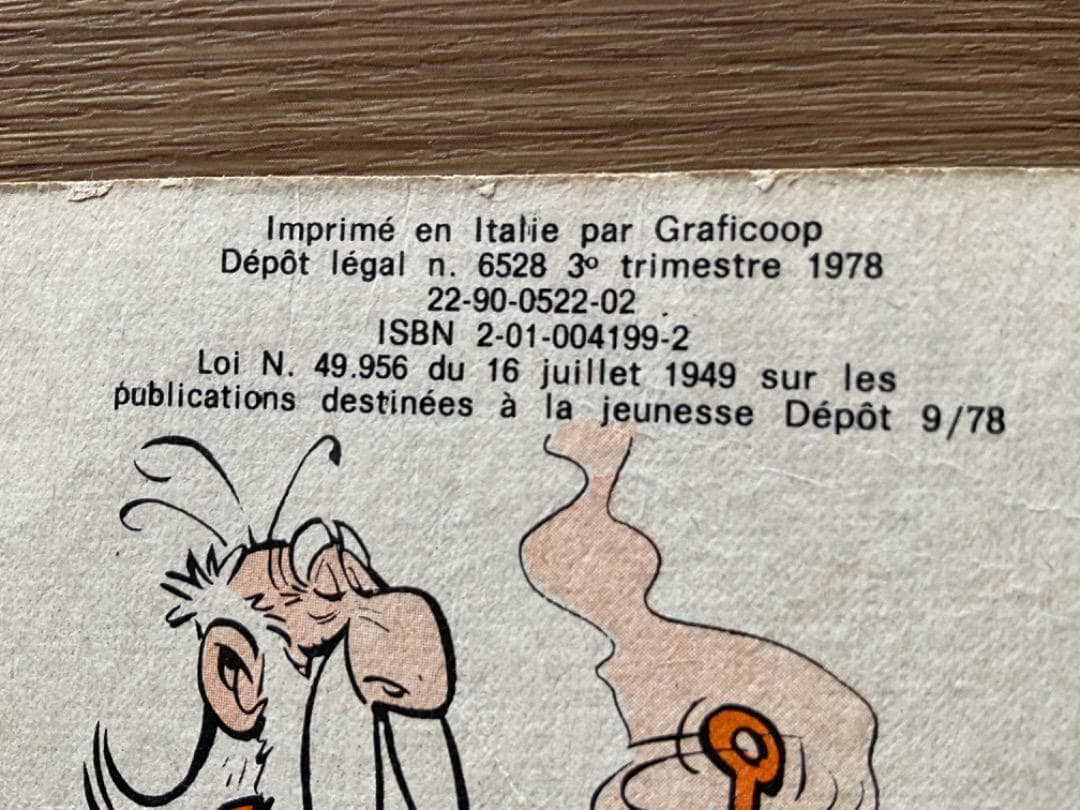 Imprimé en Italie par Graficoop
Dépôt légal n. 6528 3º trimestre 1978
22-90-0522-02
ISBN 2-01-004199-2
Loi N. 49.956 du 16 juillet 1949 sur les
publications destinées à la jeunesse Dépôt 9/78